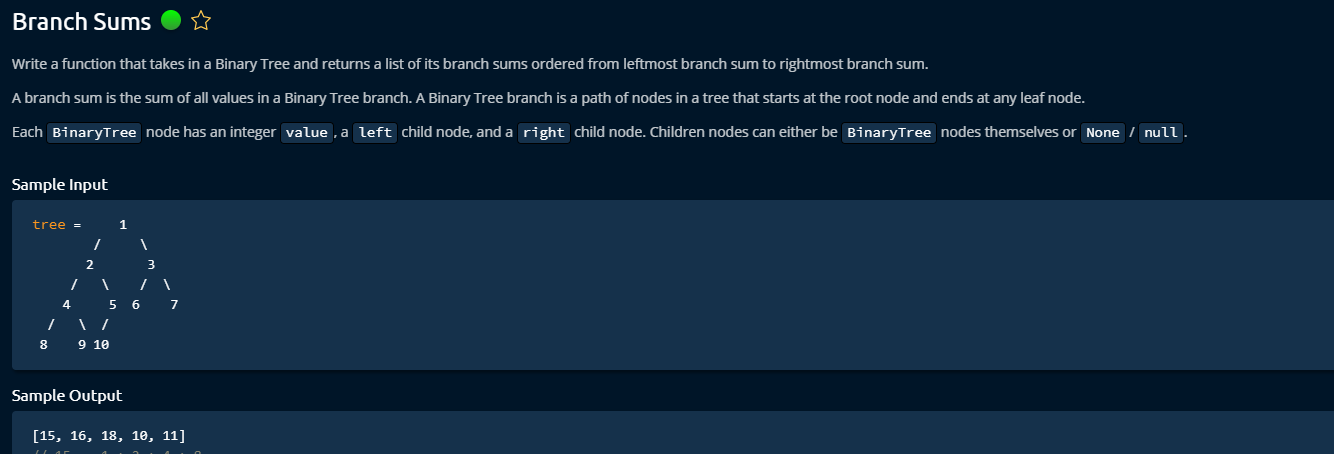 Branch Sums
Write a function that takes in a Binary Tree and returns a list of its branch sums ordered from leftmost branch sum to rightmost branch sum.
A branch sum is the sum of all values in a Binary Tree branch. A Binary Tree branch is a path of nodes in a tree that starts at the root node and ends at any leaf node.
Each BinaryTree node has an integer value, a left child node, and a right child node. Children nodes can either be BinaryTree nodes themselves or None / null.
Sample Input
tree =     1
        /     \
       2       3
     /   \    /  \
    4     5  6    7
  /   \  /
 8    9 10
Sample Output
[15, 16, 18, 10, 11]